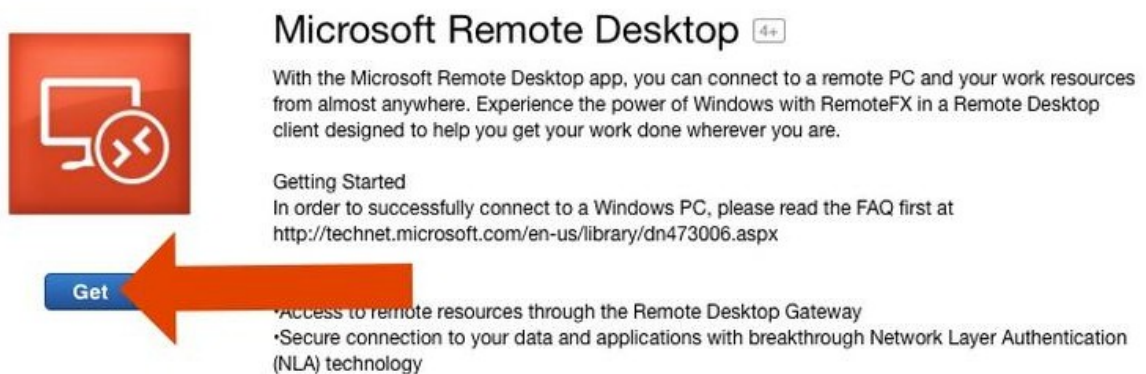 Microsoft Remote Desktop 4+
With the Microsoft Remote Desktop app, you can connect to a remote PC and your work resources
from almost anywhere. Experience the power of Windows with RemoteFX in a Remote Desktop
client designed to help you get your work done wherever you are.
Getting Started
In order to successfully connect to a Windows PC, please read the FAQ first at
http://technet.microsoft.com/en-us/library/dn473006.aspx
Get
•Access to remote resources through the Remote Desktop Gateway
•Secure connection to your data and applications with breakthrough Network Layer Authentication
(NLA) technology